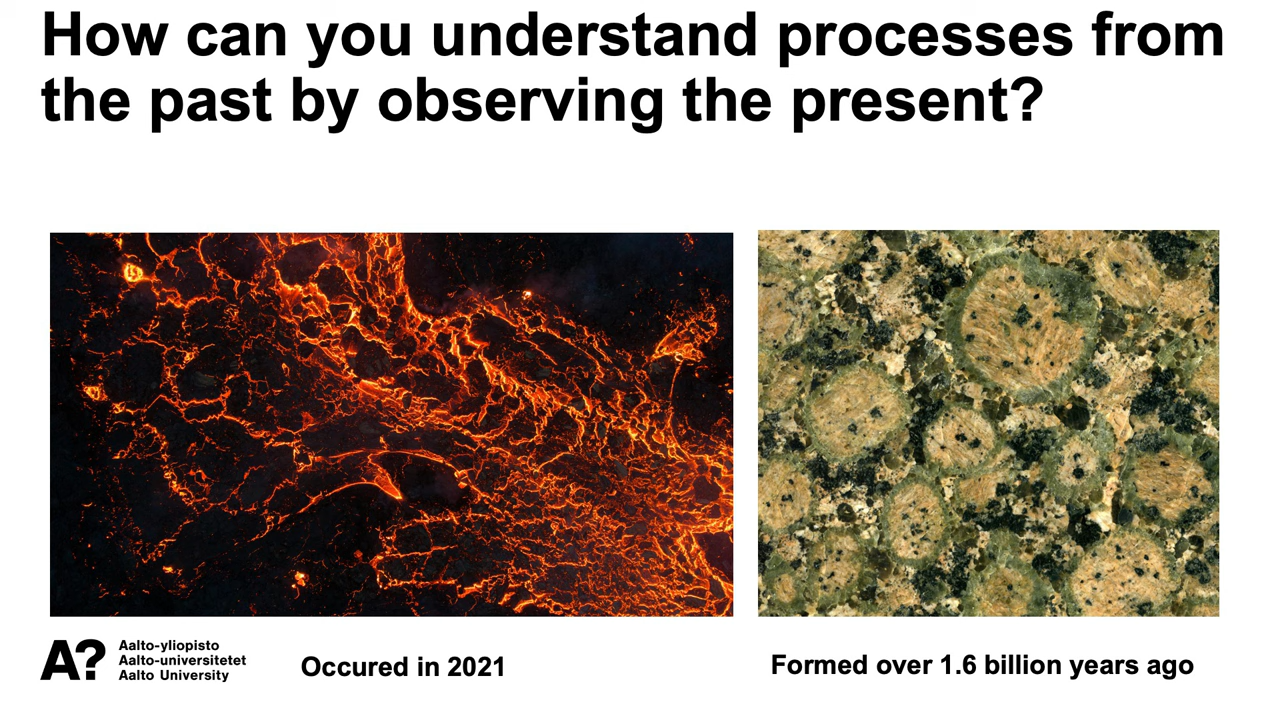 How can you understand processes from
the past by observing the present?
Aalto-yliopisto
Aalto-universitetet
Aalto University
A?
Occured in 2021
Formed over 1.6 billion years ago